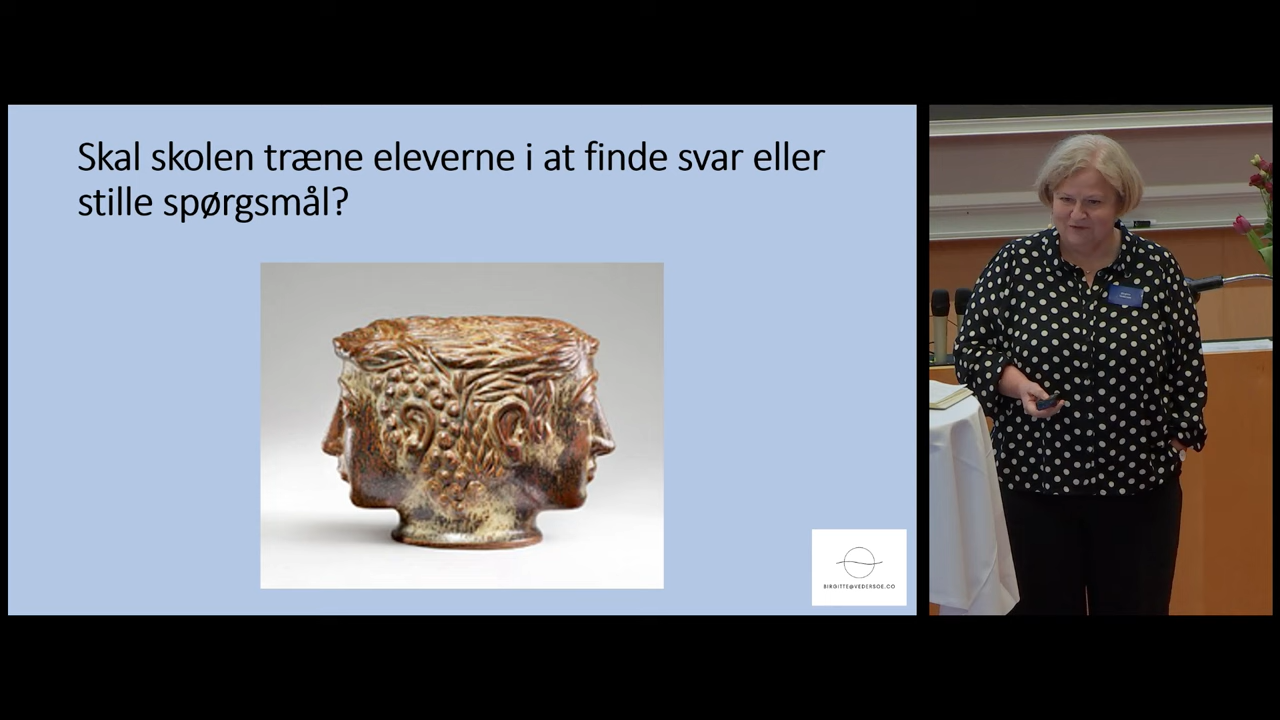 Skal skolen træne eleverne i at finde svar eller
stille spørgsmål?
BIRGITTE@VEDERSOE.CO